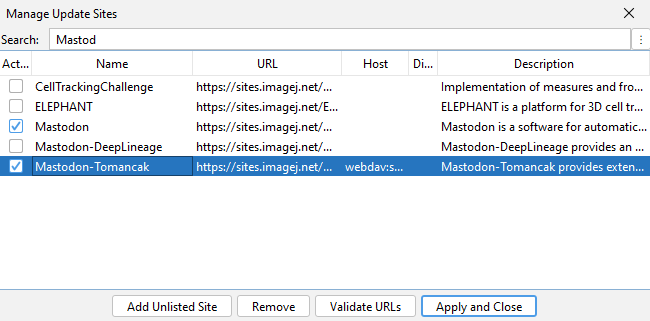 Manage Update Sites
Search: Mastod
Act... Name URL Host Di... Description
CellTrackingChallenge https://sites.imagej.net/... Implementation of measures and fro...
ELEPHANT https://sites.imagej.net/E... ELEPHANT is a platform for 3D cell tr...
Mastodon https://sites.imagej.net/... Mastodon is a software for automatic...
Mastodon-DeepLineage https://sites.imagej.net/... Mastodon-DeepLineage provides an ...
Mastodon-Tomancak https://sites.imagej.net/... webdav:s... Mastodon-Tomancak provides exten...
Add Unlisted Site Remove Validate URLs Apply and Close